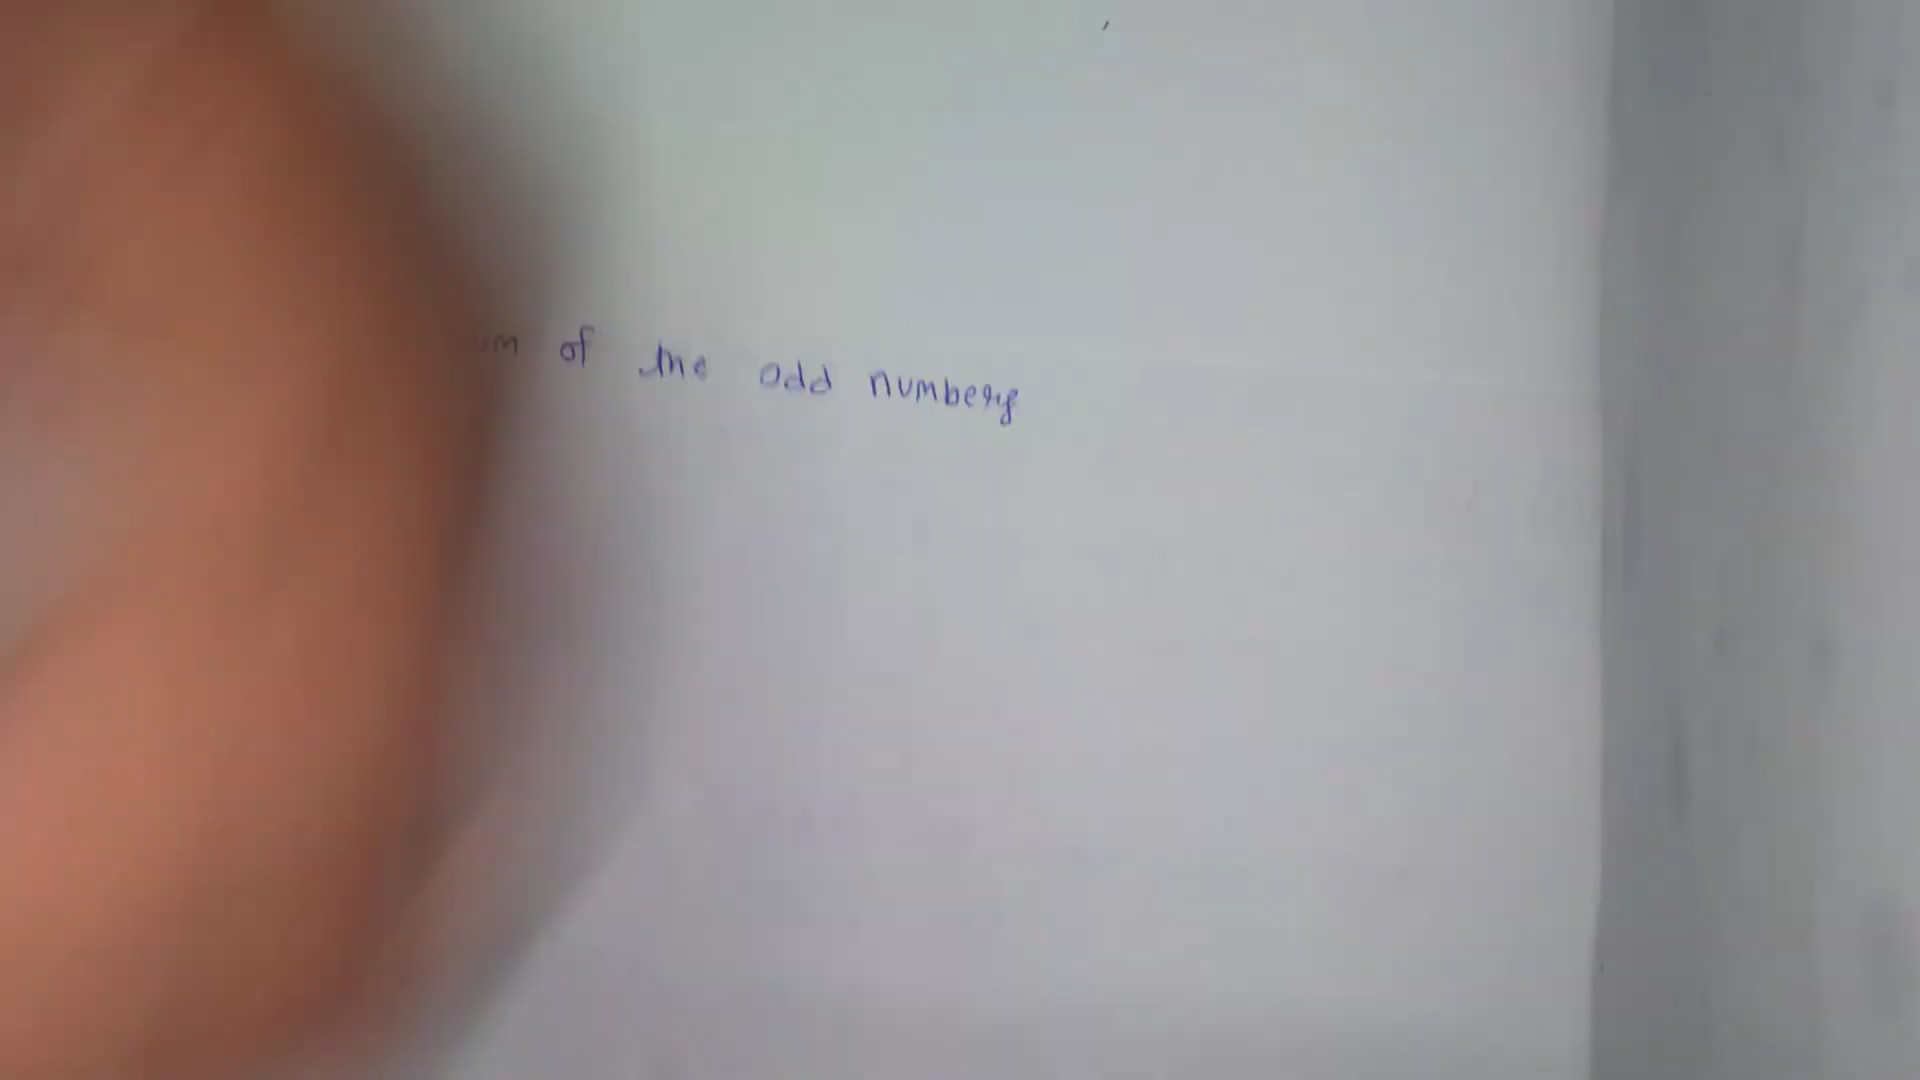 of the odd numbers